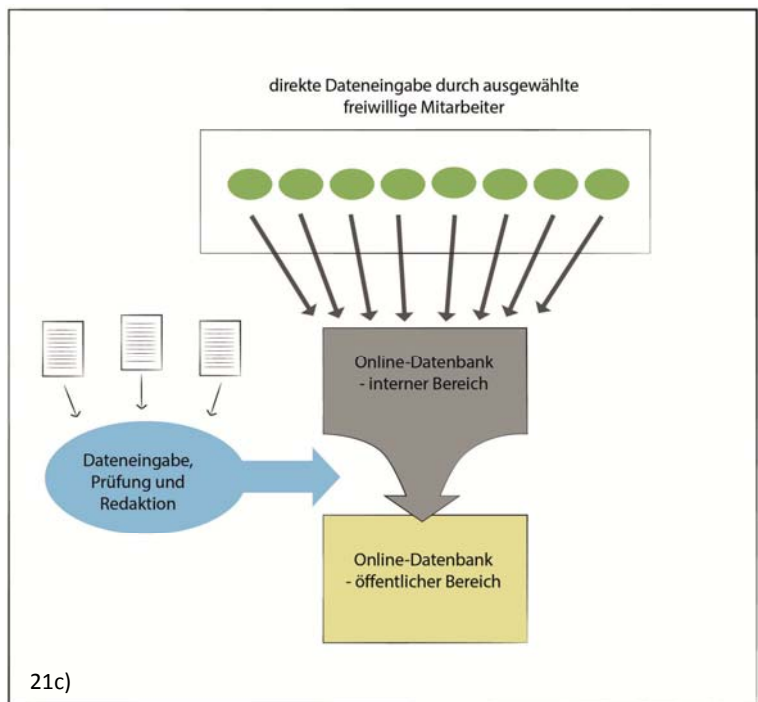 direkte Dateneingabe durch ausgewählte
freiwillige Mitarbeiter
Online-Datenbank
- interner Bereich
Dateneingabe,
Prüfung und
Redaktion
Online-Datenbank
- öffentlicher Bereich
21c)